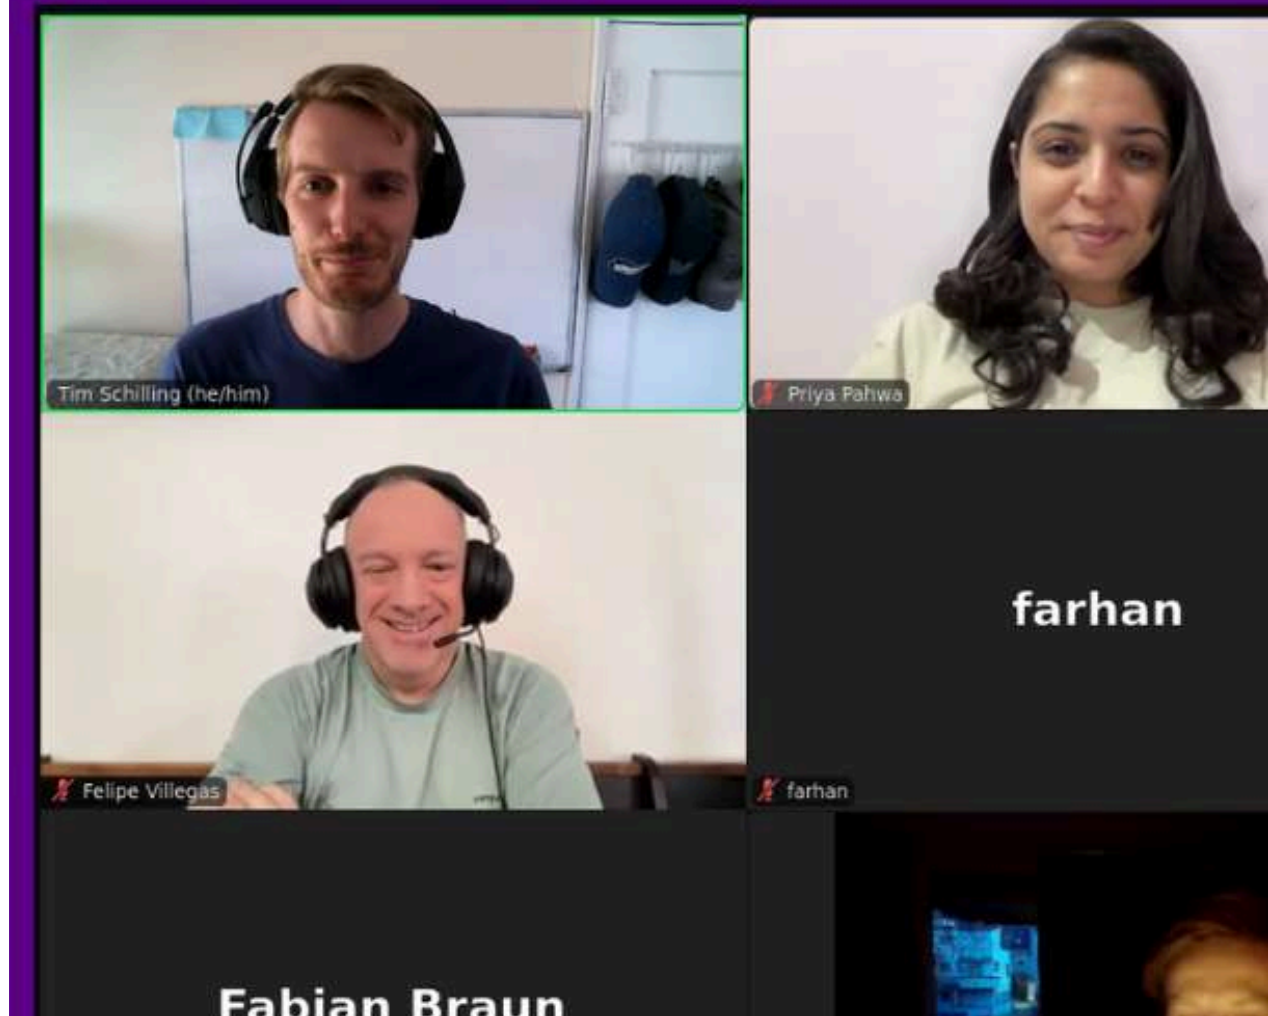 Tim Schilling (he/him)
Priya Pahwa
farhan
Felipe Villegas
farhan
Fabian Braun